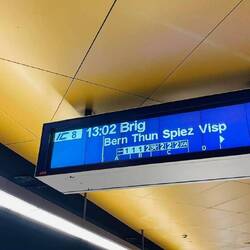 IC 8 13:02 Brig
Bern Thun Spiez Visp
A B C D